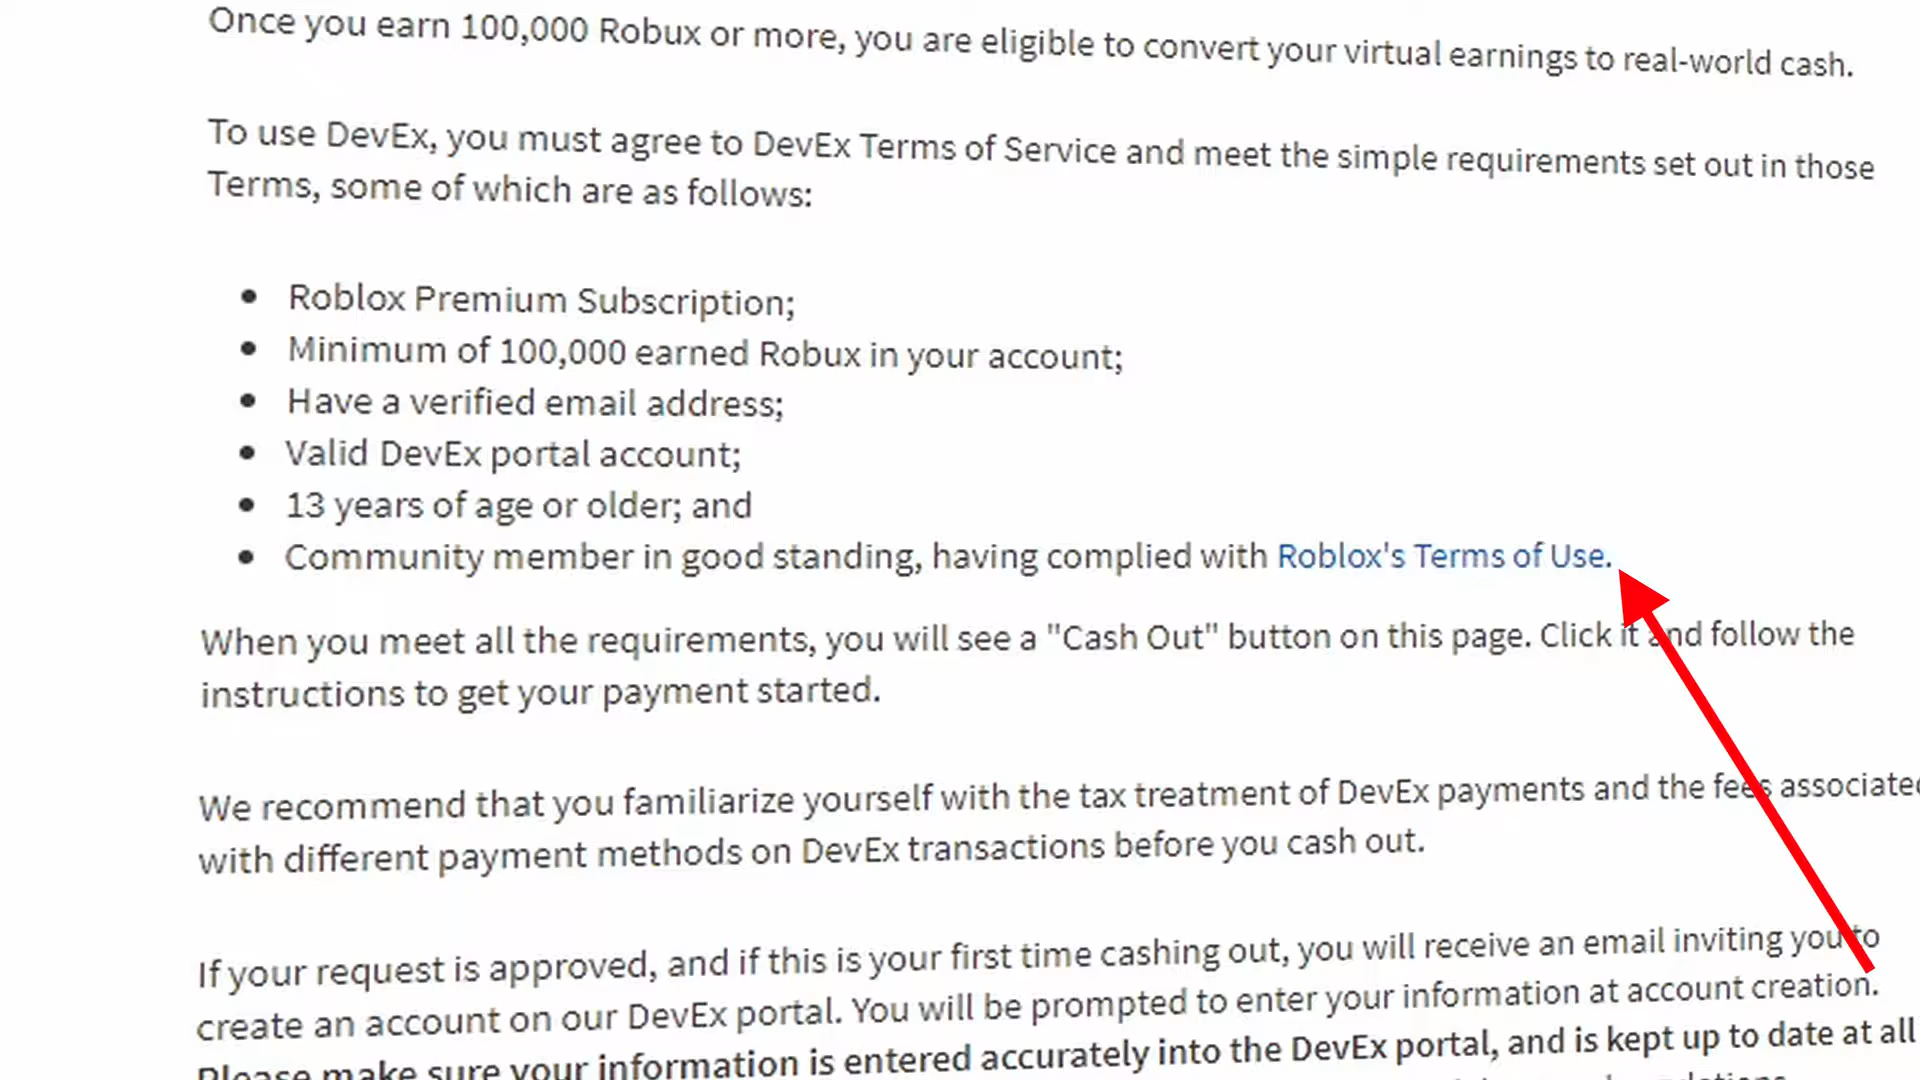 Once you earn 100,000 Robux or more, you are eligible to convert your virtual earnings to real-world cash.
To use DevEx, you must agree to DevEx Terms of Service and meet the simple requirements set out in those
Terms, some of which are as follows:
• Roblox Premium Subscription;
• Minimum of 100,000 earned Robux in your account;
• Have a verified email address;
• Valid DevEx portal account;
• 13 years of age or older; and
• Community member in good standing, having complied with Roblox's Terms of Use.
When you meet all the requirements, you will see a "Cash Out" button on this page. Click it and follow the
instructions to get your payment started.
We recommend that you familiarize yourself with the tax treatment of DevEx payments and the fees associated
with different payment methods on DevEx transactions before you cash out.
If your request is approved, and if this is your first time cashing out, you will receive an email inviting you to
create an account on our DevEx portal. You will be prompted to enter your information at account creation.
Please make sure your information is entered accurately into the DevEx portal, and is kept up to date at all